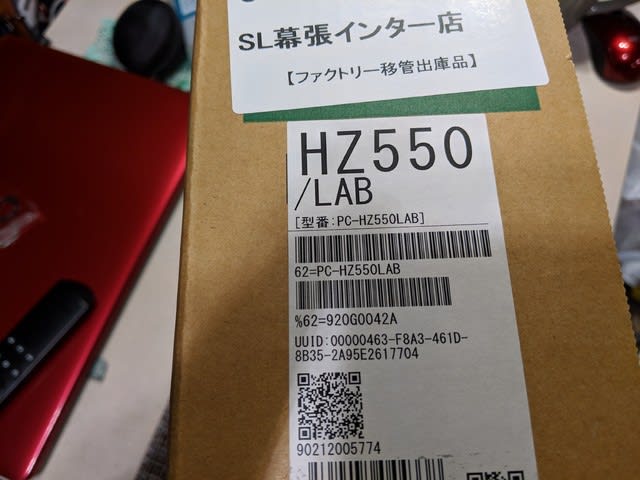 SL幕張インター店
【ファクトリー移管出庫品】
HZ550
/LAB
[型番:PC-HZ550LAB]
62=PC-HZ550LAB
%62=920G0042A
UUID:00000463-F8A3-461D-
8B35-2A95E2617704
90212005774